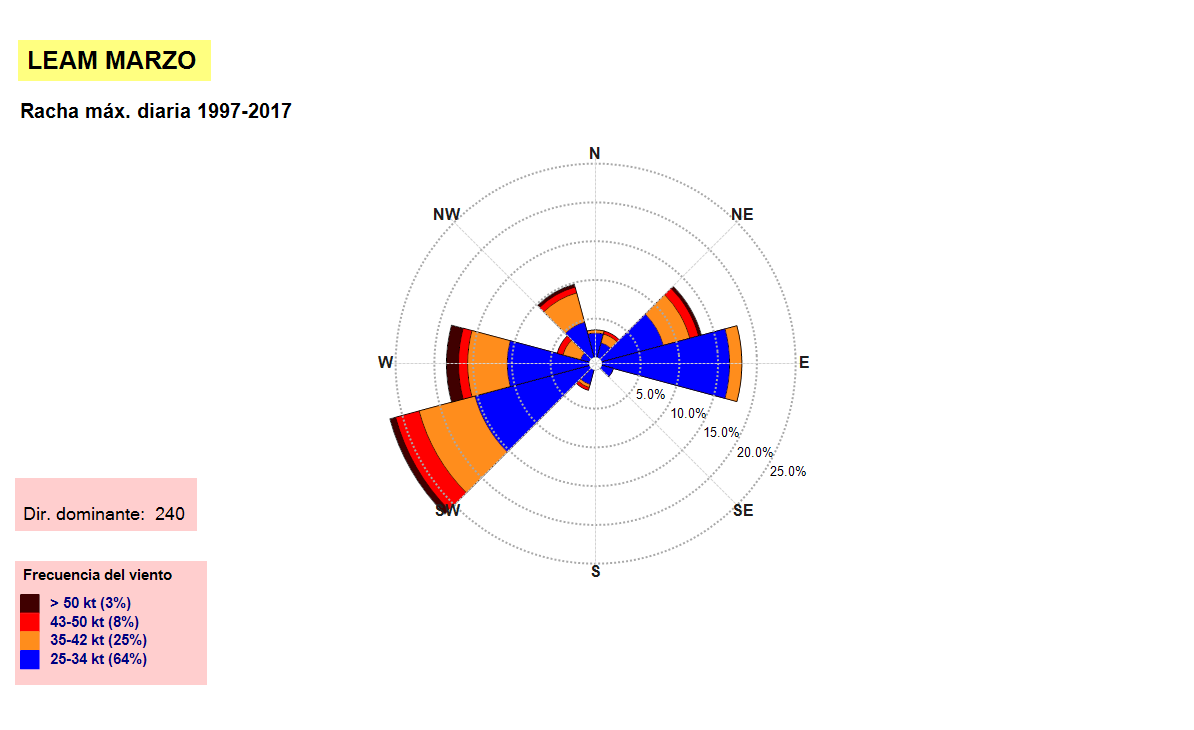 LEAM MARZO
Racha máx. diaria 1997-2017
N
NW
NE
W
E
5.0%
10.0%
15.0%
20.0%
25.0%
SW
SE
S
Dir. dominante: 240
Frecuencia del viento
> 50 kt (3%)
43-50 kt (8%)
35-42 kt (25%)
25-34 kt (64%)